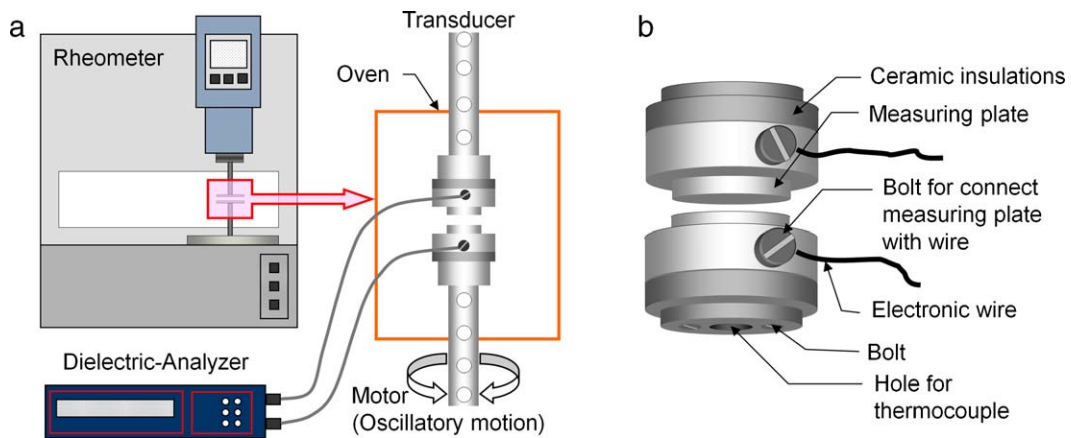 a
Rheometer
Transducer
Oven
Dielectric-Analyzer
Motor
(Oscillatory motion)
b
Ceramic insulations
Measuring plate
Bolt for connect
measuring plate
with wire
Electronic wire
Bolt
Hole for
thermocouple